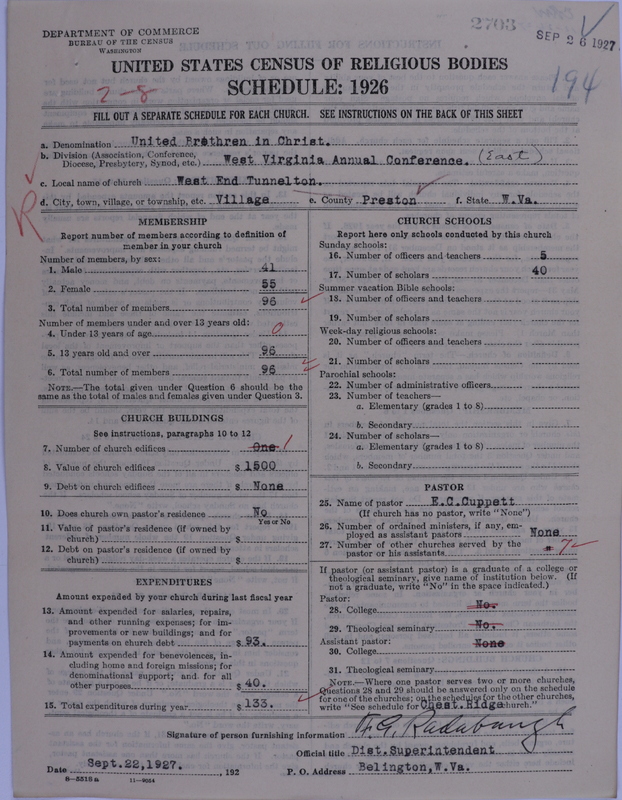 2703
SEP 26 1927
DEPARTMENT OF COMMERCE
BUREAU OF THE CENSUS
WASHINGTON
UNITED STATES CENSUS OF RELIGIOUS BODIES
SCHEDULE: 1926
194
2-8
FILL OUT A SEPARATE SCHEDULE FOR EACH CHURCH. SEE INSTRUCTIONS ON THE BACK OF THIS SHEET
a. Denomination United Brethren in Christ.
b. Division (Association, Conference, Diocese, Presbytery, Synod, etc.) West Virginia Annual Conference. (East)
c. Local name of church West End Tunnelton.
R
d. City, town, village, or township, etc. Village e. County Preston f. State W.Va.
MEMBERSHIP
Report number of members according to definition of
member in your church
Number of members, by sex:
1. Male 41
2. Female 55
3. Total number of members 96
Number of members under and over 13 years old:
4. Under 13 years of age 0
5. 13 years old and over 96
6. Total number of members 96
NOTE.—The total given under Question 6 should be the
same as the total of males and females given under Question 3.
CHURCH BUILDINGS
See instructions, paragraphs 10 to 12
7. Number of church edifices One 1
8. Value of church edifices $ 1500
9. Debt on church edifices $ None
10. Does church own pastor's residence No
Yes or No
11. Value of pastor's residence (if owned by
church) $
12. Debt on pastor's residence (if owned by
church) $
EXPENDITURES
Amount expended by your church during last fiscal year
13. Amount expended for salaries, repairs,
and other running expenses; for im-
provements or new buildings; and for
payments on church debt $ 93.
14. Amount expended for benevolences, in-
cluding home and foreign missions; for
denominational support; and for all
other purposes $ 40.
15. Total expenditures during year $ 133.
CHURCH SCHOOLS
Report here only schools conducted by this church
Sunday schools:
16. Number of officers and teachers 5
17. Number of scholars 40
Summer vacation Bible schools:
18. Number of officers and teachers
19. Number of scholars
Week-day religious schools:
20. Number of officers and teachers
21. Number of scholars
Parochial schools:
22. Number of administrative officers
23. Number of teachers—
a. Elementary (grades 1 to 8)
b. Secondary
24. Number of scholars—
a. Elementary (grades 1 to 8)
b. Secondary
PASTOR
25. Name of pastor E.C.Cuppett
(If church has no pastor, write "None")
26. Number of ordained ministers, if any, em-
ployed as assistant pastors None
27. Number of other churches served by the
pastor or his assistants 7
If pastor (or assistant pastor) is a graduate of a college or
theological seminary, give name of institution below. (If
not a graduate, write "No" in the space indicated.)
Pastor:
28. College No.
29. Theological seminary No.
Assistant pastor: None
30. College
31. Theological seminary
NOTE.—Where one pastor serves two or more churches,
Questions 28 and 29 should be answered only on the schedule
for one of the churches; on the schedules for the other churches,
write "See schedule for Chest.Ridge church."
Signature of person furnishing information F.G. Radabaugh
Official title Dist.Superintendent
Date Sept.22,1927. , 192 P. O. Address Belington,W.Va.
8-5518a 11-9054